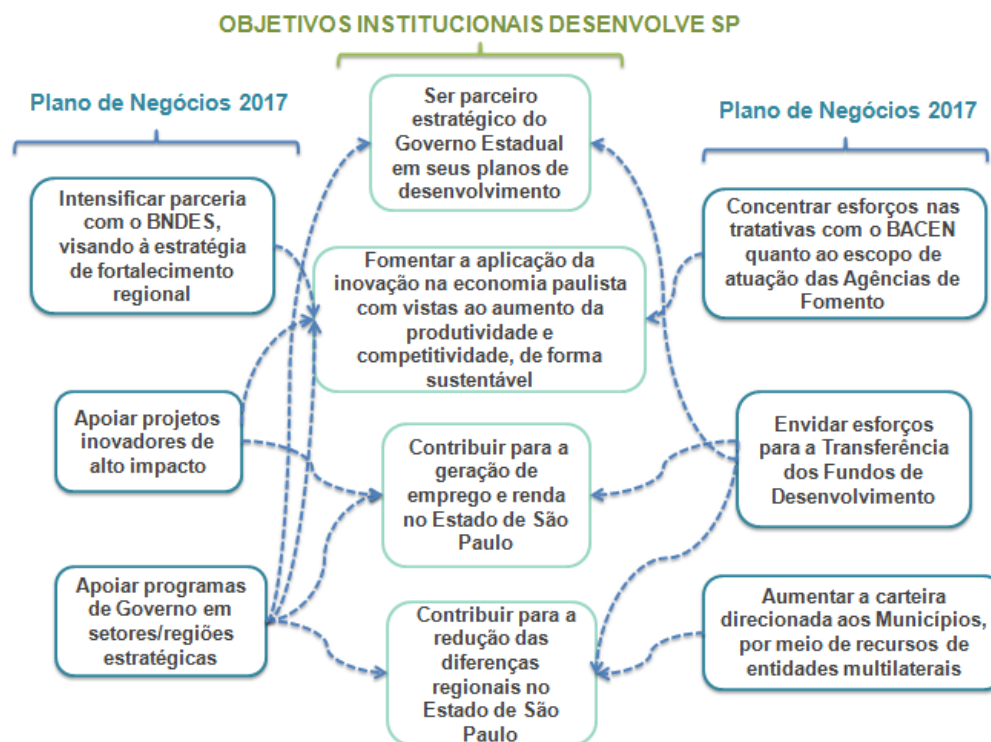 OBJETIVOS INSTITUCIONAIS DESENVOLVE SP
Plano de Negócios 2017
Intensificar parceria
com o BNDES,
visando à estratégia
de fortalecimento
regional
Apoiar projetos
inovadores de
alto impacto
Apoiar programas
de Governo em
setores/regiões
estratégicas
Ser parceiro
estratégico do
Governo Estadual
em seus planos de
desenvolvimento
Fomentar a aplicação da
inovação na economia paulista
com vistas ao aumento da
produtividade e
competitividade, de forma
sustentável
Contribuir para a
geração de
emprego e renda
no Estado de São
Paulo
Contribuir para a
redução das
diferenças
regionais no
Estado de São
Paulo
Plano de Negócios 2017
Concentrar esforços nas
tratativas com o BACEN
quanto ao escopo de
atuação das Agências de
Fomento
Envidar esforços
para a Transferência
dos Fundos de
Desenvolvimento
Aumentar a carteira
direcionada aos Municípios,
por meio de recursos de
entidades multilaterais